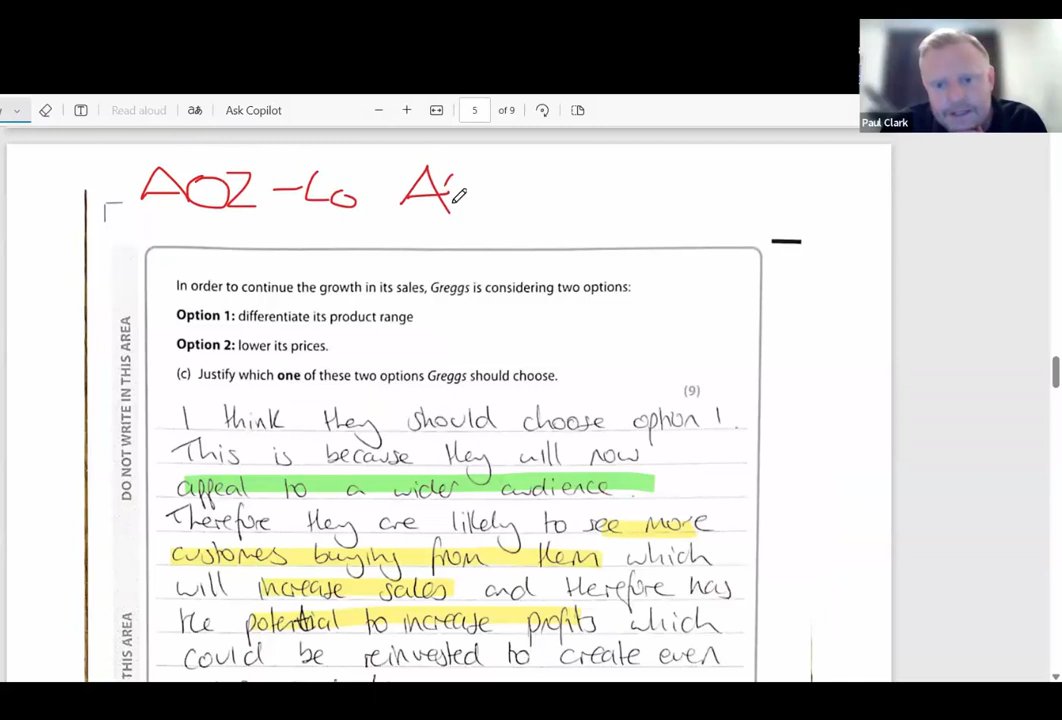 Paul Clark
Read aloud
Ask Copilot
5 of 9
AO2 - Lo A
In order to continue the growth in its sales, Greggs is considering two options:
Option 1: differentiate its product range
Option 2: lower its prices.
(c) Justify which one of these two options Greggs should choose.
(9)
I think they should choose option 1.
This is because they will now
appeal to a wider audience.
Therefore they are likely to see more
customers buying from them which
will increase sales and therefore has
the potential to increase profits which
could be reinvested to create even
DO NOT WRITE IN THIS AREA
THIS AREA